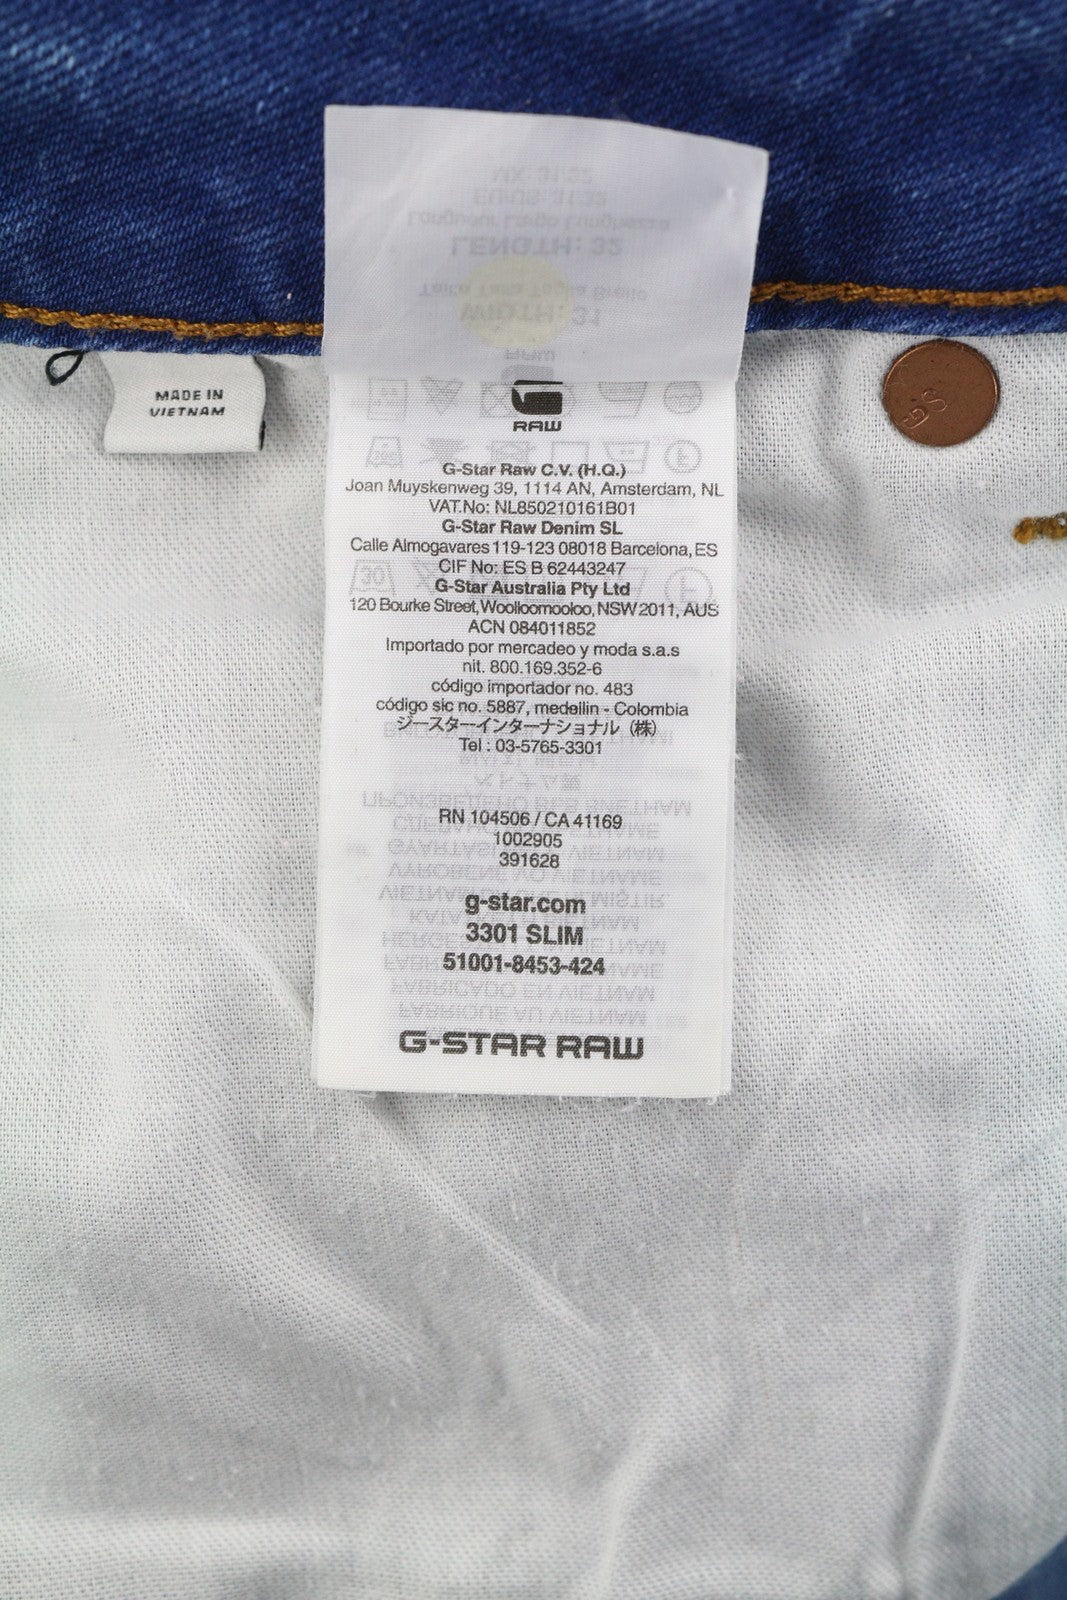 MADE IN
VIETNAM
RAW
G-Star Raw C.V. (H.Q.)
Joan Muyskenweg 39, 1114 AN, Amsterdam, NL
VAT.No: NL850210161B01
G-Star Raw Denim SL
Calle Almogavares 119-123 08018 Barcelona, ES
CIF No: ES B 62443247
G-Star Australia Pty Ltd
120 Bourke Street, Woolloomooloo, NSW 2011, AUS
ACN 084011852
Importado por mercadeo y moda s.a.s
nit. 800.169.352-6
código importador no. 483
código sic no. 5887, medellin - Colombia
ジースターインターナショナル（株）
Tel : 03-5765-3301
RN 104506 / CA 41169
1002905
391628
g-star.com
3301 SLIM
51001-8453-424
G-STAR RAW